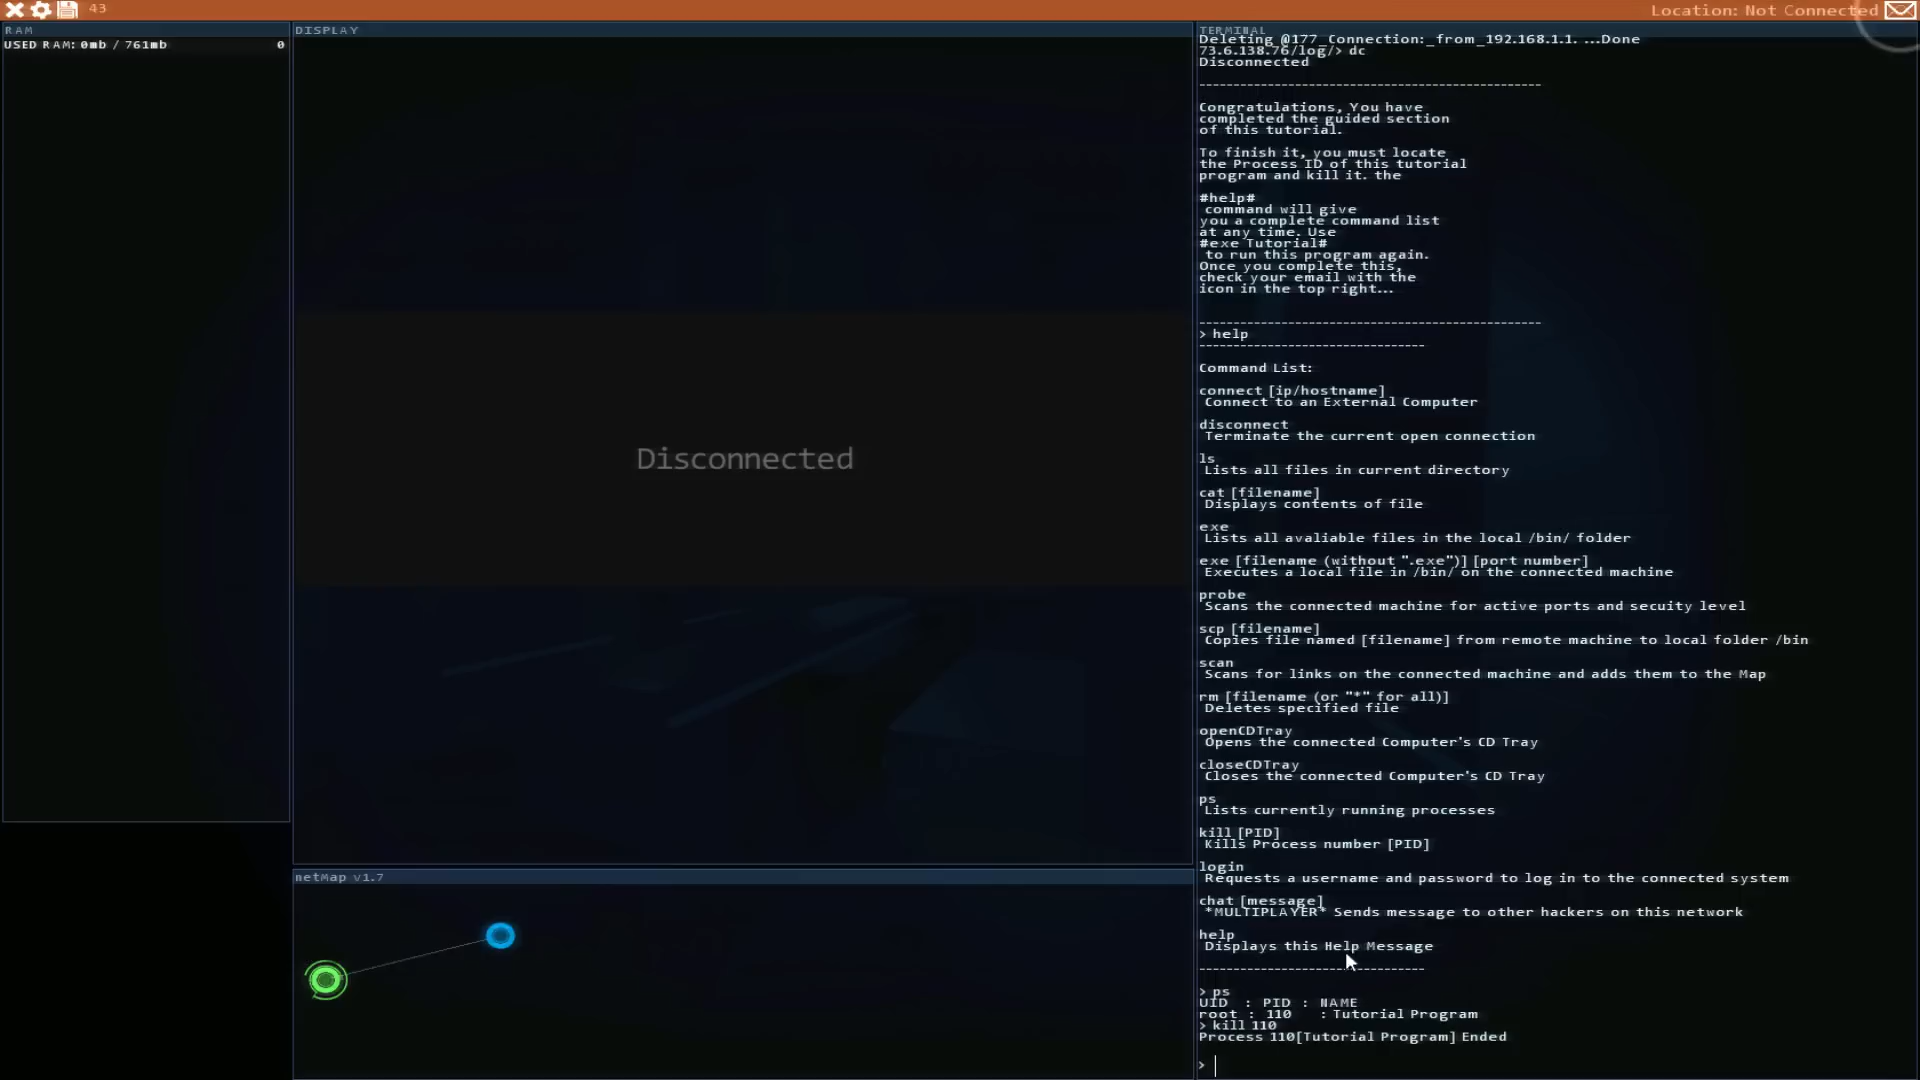 43
Location: Not Connected
RAM
USED RAM: 0mb / 761mb
0
DISPLAY
Disconnected
netMap v1.7
TERMINAL
Deleting @177_Connection:_from_192.168.1.1. ...Done
73.6.138.76/log/> dc
Disconnected
---------------------------------------------------
Congratulations, You have
completed the guided section
of this tutorial.
To finish it, you must locate
the Process ID of this tutorial
program and kill it. the
#help#
command will give
you a complete command list
at any time. Use
#exe Tutorial#
to run this program again.
Once you complete this,
check your email with the
icon in the top right...
---------------------------------------------------
> help
---------------------------------
Command List:
connect [ip/hostname]
Connect to an External Computer
disconnect
Terminate the current open connection
ls
Lists all files in current directory
cat [filename]
Displays contents of file
exe
Lists all avaliable files in the local /bin/ folder
exe [filename (without ".exe")] [port number]
Executes a local file in /bin/ on the connected machine
probe
Scans the connected machine for active ports and secuity level
scp [filename]
Copies file named [filename] from remote machine to local folder /bin
scan
Scans for links on the connected machine and adds them to the Map
rm [filename (or "*" for all)]
Deletes specified file
openCDTray
Opens the connected Computer's CD Tray
closeCDTray
Closes the connected Computer's CD Tray
ps
Lists currently running processes
kill [PID]
Kills Process number [PID]
login
Requests a username and password to log in to the connected system
chat [message]
*MULTIPLAYER* Sends message to other hackers on this network
help
Displays this Help Message
---------------------------------
> ps
UID : PID : NAME
root : 110 : Tutorial Program
> kill 110
Process 110[Tutorial Program] Ended
>